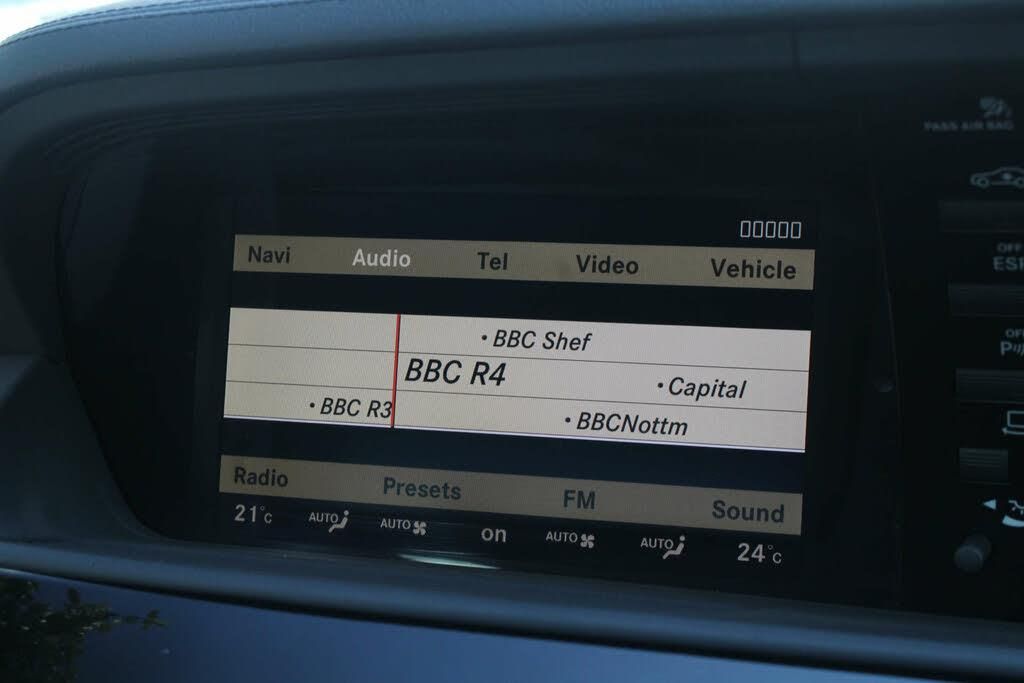 PASS AIR BAG
Navi Audio Tel Video Vehicle
• BBC Shef
BBC R4
• Capital
• BBC R3
• BBCNottm
Radio Presets FM Sound
21°C AUTO AUTO on AUTO AUTO 24°C
OFF
ESP
OFF
P